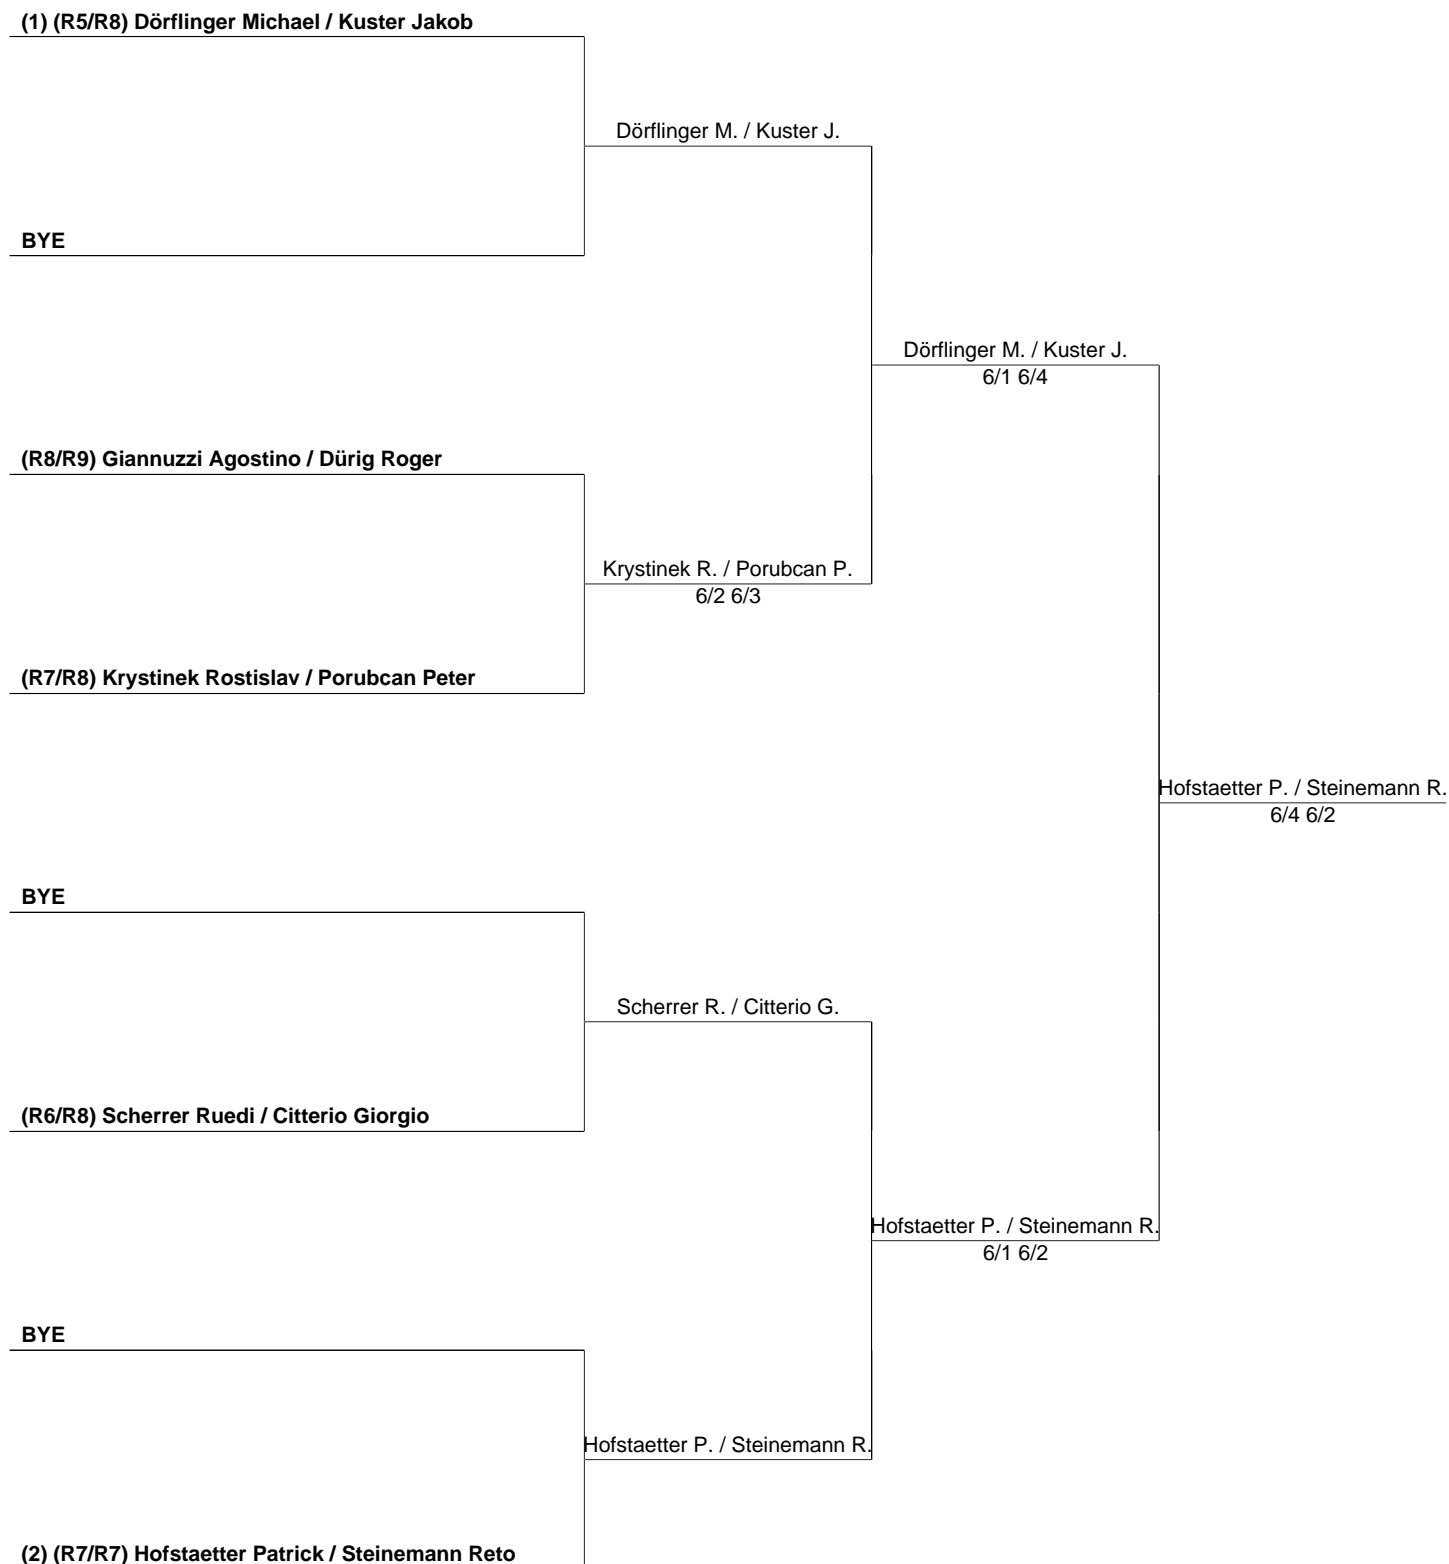 (1) (R5/R8) Dörflinger Michael / Kuster Jakob
Dörflinger M. / Kuster J.
BYE
Dörflinger M. / Kuster J.
6/1 6/4
(R8/R9) Giannuzzi Agostino / Dürig Roger
Krystinek R. / Porubcan P.
6/2 6/3
(R7/R8) Krystinek Rostislav / Porubcan Peter
Hofstaetter P. / Steinemann R.
6/4 6/2
BYE
Scherrer R. / Citterio G.
(R6/R8) Scherrer Ruedi / Citterio Giorgio
Hofstaetter P. / Steinemann R.
6/1 6/2
BYE
Hofstaetter P. / Steinemann R.
(2) (R7/R7) Hofstaetter Patrick / Steinemann Reto